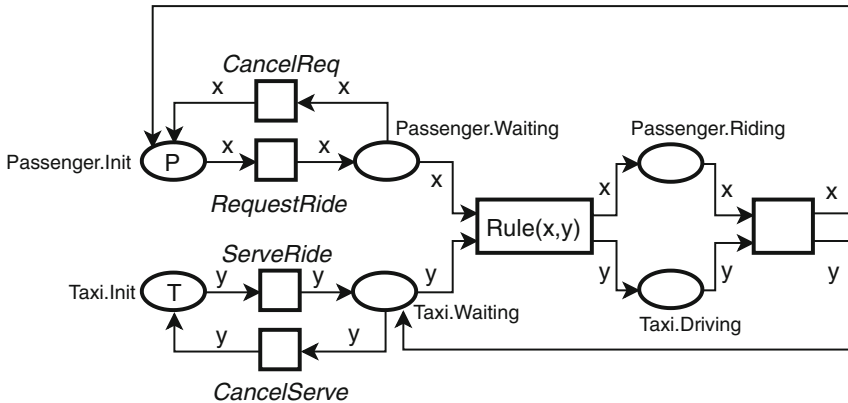 CancelReq
x
x
Passenger.Waiting
Passenger.Riding
Passenger.Init
P
x
x
x
x
x
x
RequestRide
Rule(x,y)
ServeRide
Taxi.Init
T
y
y
y
y
y
y
Taxi.Waiting
Taxi.Driving
y
y
CancelServe